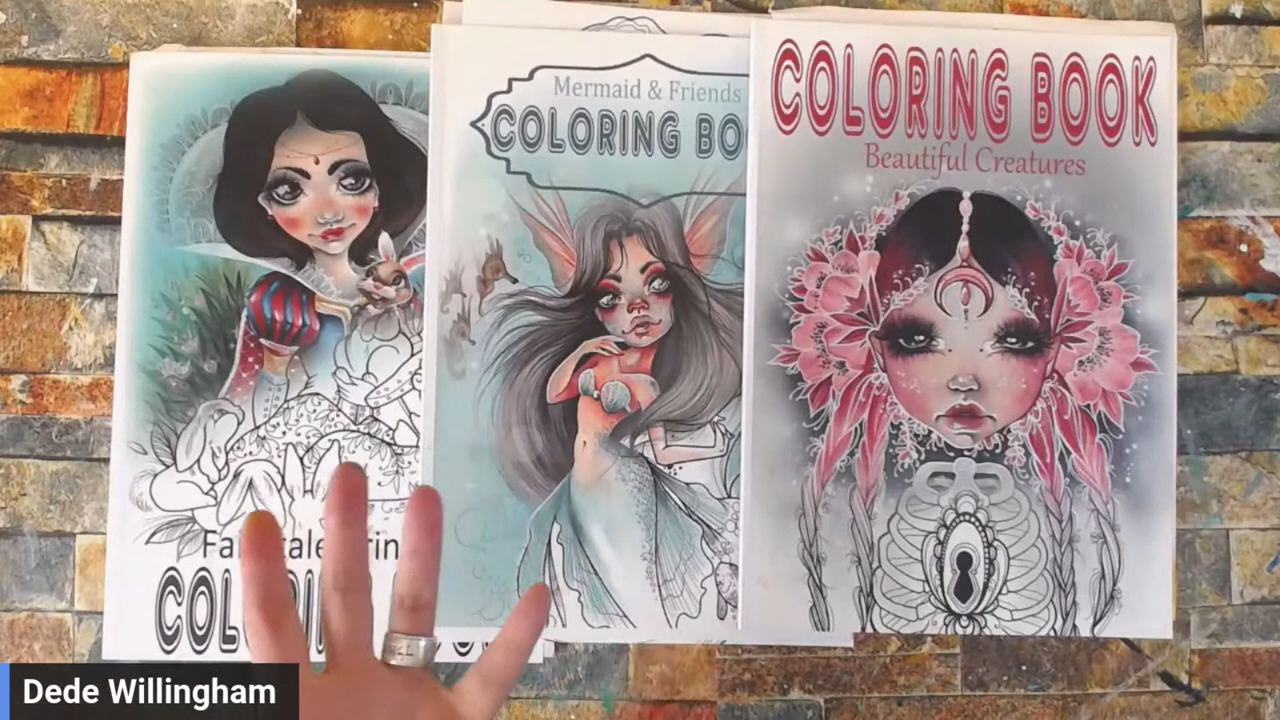 Mermaid & Friends
COLORING BO
COLORING BOOK
Beautiful Creatures
Dede Willingham